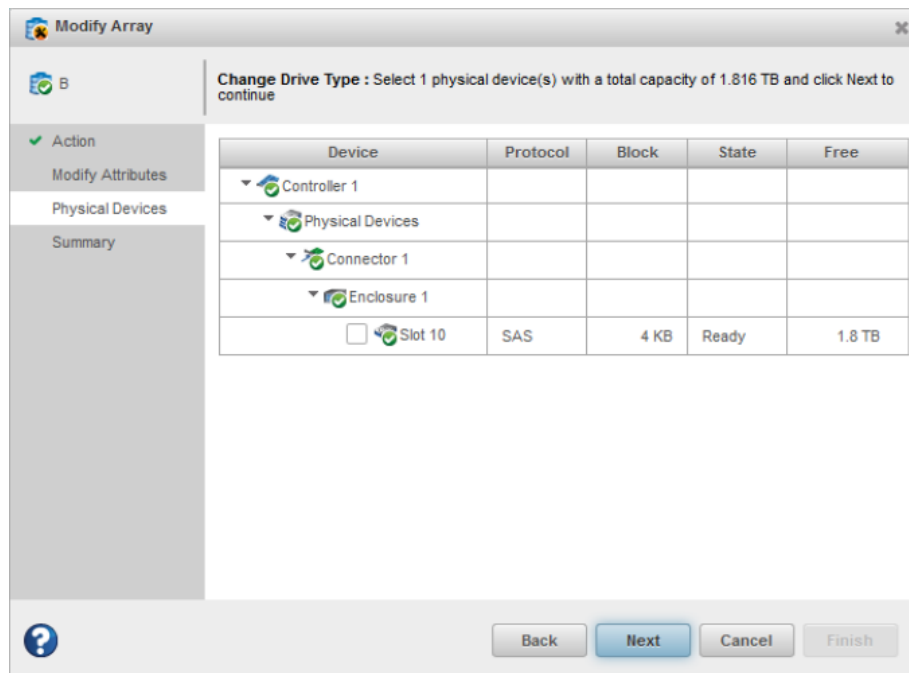 Modify Array
B
Change Drive Type : Select 1 physical device(s) with a total capacity of 1.816 TB and click Next to
continue
Action
Modify Attributes
Physical Devices
Summary
Device Protocol Block State Free
Controller 1
Physical Devices
Connector 1
Enclosure 1
Slot 10 SAS 4 KB Ready 1.8 TB
? Back Next Cancel Finish